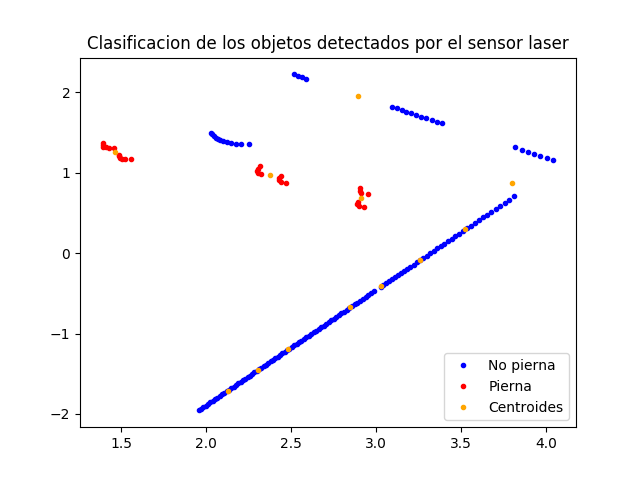 Clasificacion de los objetos detectados por el sensor laser
2
1
0
−1
−2
1.5 2.0 2.5 3.0 3.5 4.0
No pierna
Pierna
Centroides